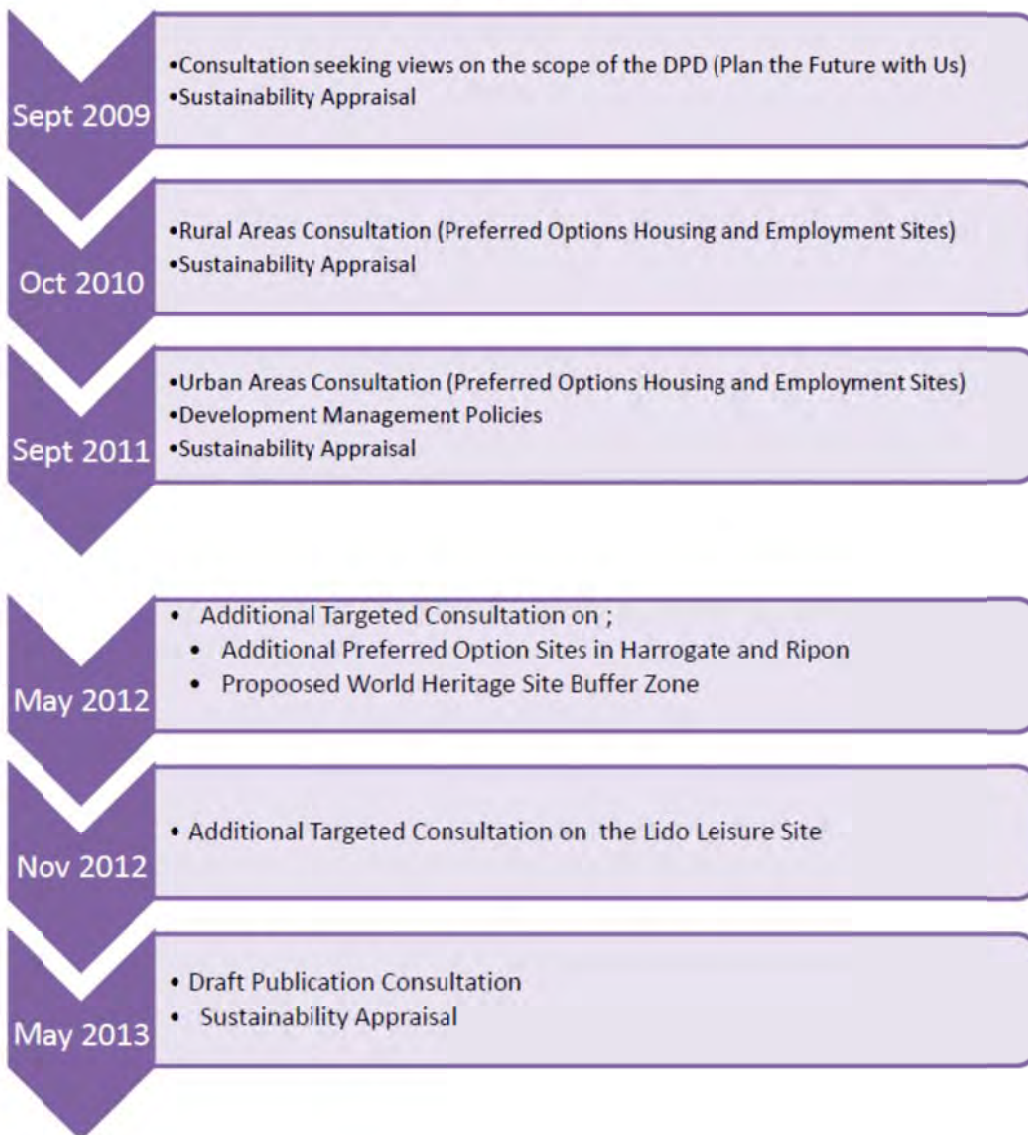 Sept 2009
•Consultation seeking views on the scope of the DPD (Plan the Future with Us)
•Sustainability Appraisal
Oct 2010
•Rural Areas Consultation (Preferred Options Housing and Employment Sites)
•Sustainability Appraisal
Sept 2011
•Urban Areas Consultation (Preferred Options Housing and Employment Sites)
•Development Management Policies
•Sustainability Appraisal
May 2012
• Additional Targeted Consultation on ;
• Additional Preferred Option Sites in Harrogate and Ripon
• Propoosed World Heritage Site Buffer Zone
Nov 2012
• Additional Targeted Consultation on the Lido Leisure Site
May 2013
• Draft Publication Consultation
• Sustainability Appraisal